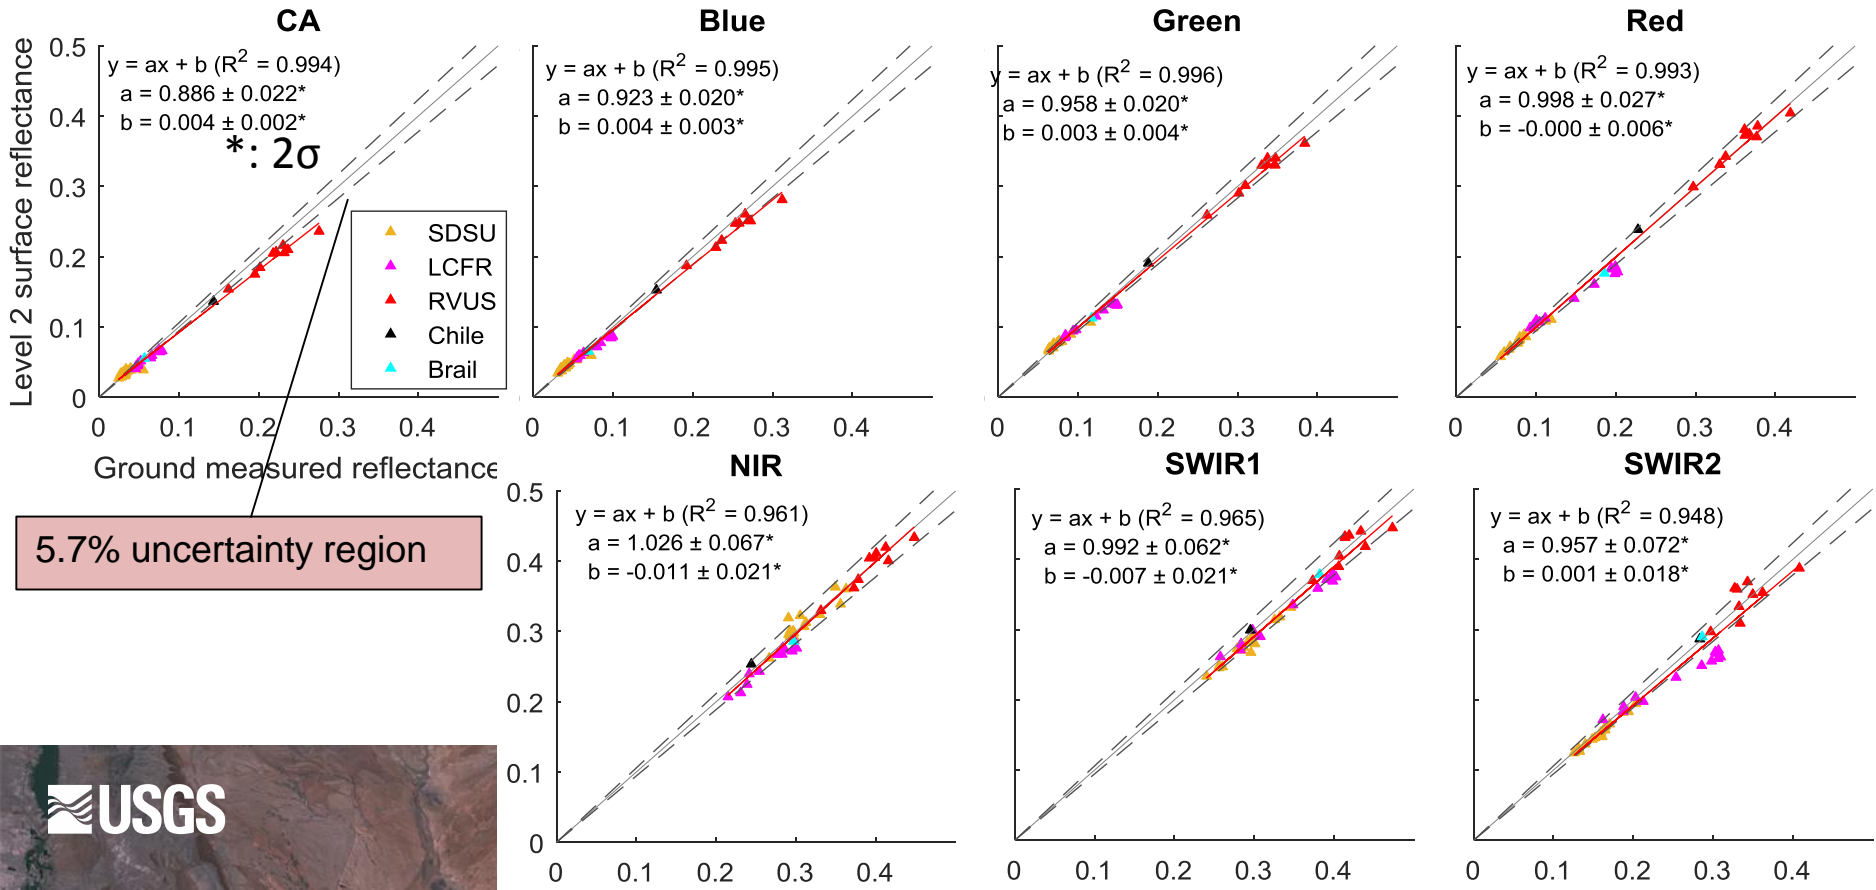 CA
Level 2 surface reflectance
0.5
0.4
0.3
0.2
0.1
0
y = ax + b (R2 = 0.994)
a = 0.886 ± 0.022*
b = 0.004 ± 0.002*
*: 2σ
SDSU
LCFR
RVUS
Chile
Brail
0 0.1 0.2 0.3 0.4
Ground measured reflectance
5.7% uncertainty region
USGS
Blue
y = ax + b (R2 = 0.995)
a = 0.923 ± 0.020*
b = 0.004 ± 0.003*
0 0.1 0.2 0.3 0.4
Green
y = ax + b (R2 = 0.996)
a = 0.958 ± 0.020*
b = 0.003 ± 0.004*
0 0.1 0.2 0.3 0.4
Red
y = ax + b (R2 = 0.993)
a = 0.998 ± 0.027*
b = -0.000 ± 0.006*
0 0.1 0.2 0.3 0.4
NIR
0.5
0.4
0.3
0.2
0.1
0
y = ax + b (R2 = 0.961)
a = 1.026 ± 0.067*
b = -0.011 ± 0.021*
0 0.1 0.2 0.3 0.4
SWIR1
y = ax + b (R2 = 0.965)
a = 0.992 ± 0.062*
b = -0.007 ± 0.021*
0 0.1 0.2 0.3 0.4
SWIR2
y = ax + b (R2 = 0.948)
a = 0.957 ± 0.072*
b = 0.001 ± 0.018*
0 0.1 0.2 0.3 0.4